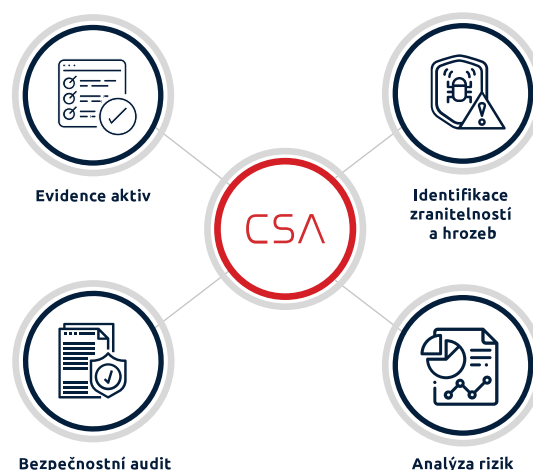 Evidence aktiv
Identifikace
zranitelností
a hrozeb
CSA
Bezpečnostní audit
Analýza rizik